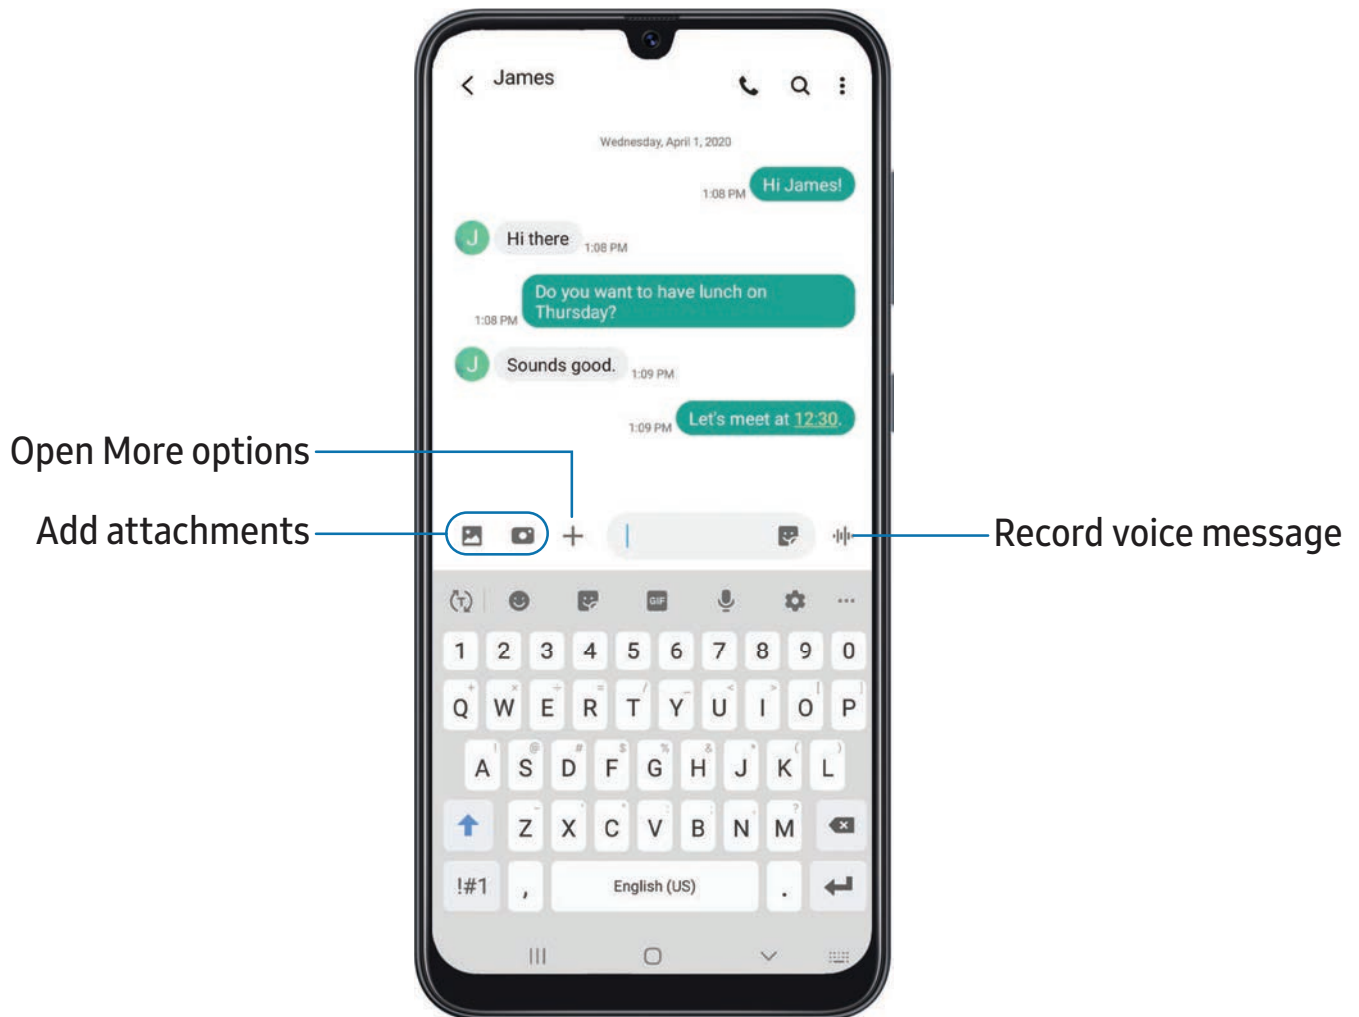 James
Wednesday, April 1, 2020
Hi James!
1:08 PM
J
Hi there
1:08 PM
Do you want to have lunch on
Thursday?
1:08 PM
J
Sounds good.
1:09 PM
Let's meet at 12:30.
1:09 PM
Open More options
Add attachments
Record voice message
T
GIF
1 2 3 4 5 6 7 8 9 0
+ × ÷ = / _ < > [ ]
Q W E R T Y U I O P
! @ # $ % & * ( )
A S D F G H J K L
- ' " : ; , ?
Z X C V B N M
!#1 , English (US) .